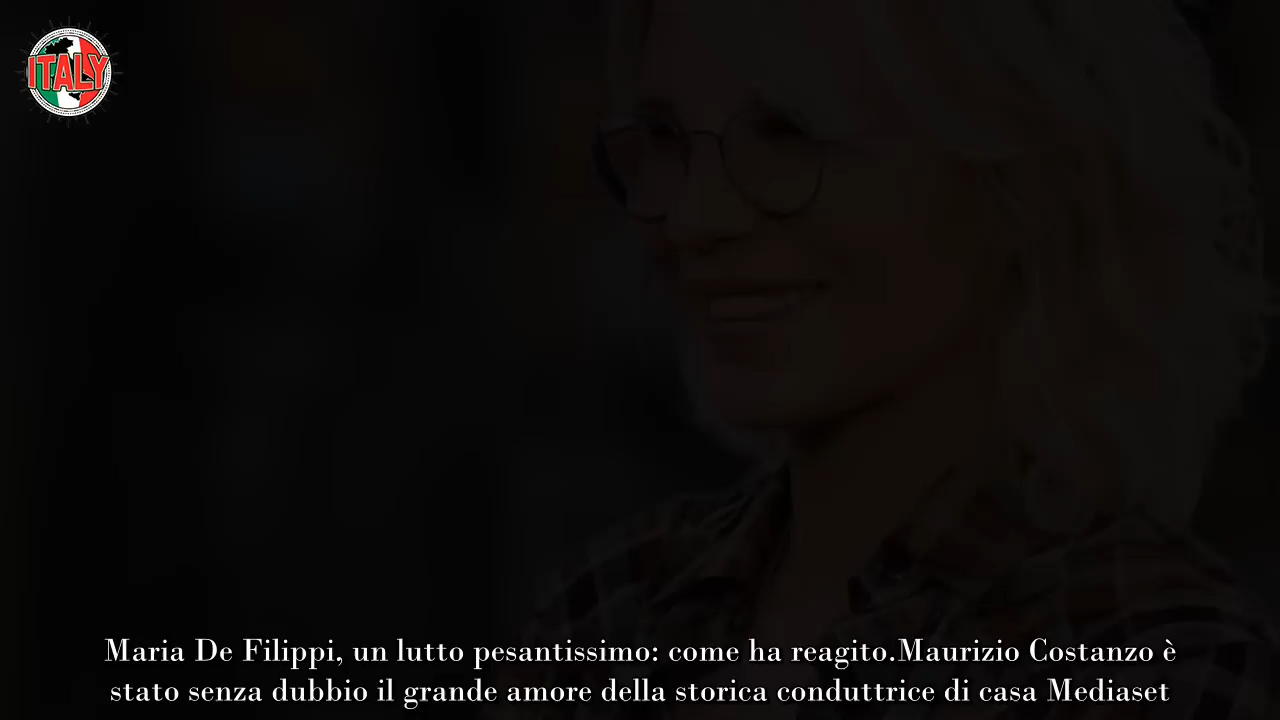 ITALY
Maria De Filippi, un lutto pesantissimo: come ha reagito.Maurizio Costanzo è
stato senza dubbio il grande amore della storica conduttrice di casa Mediaset